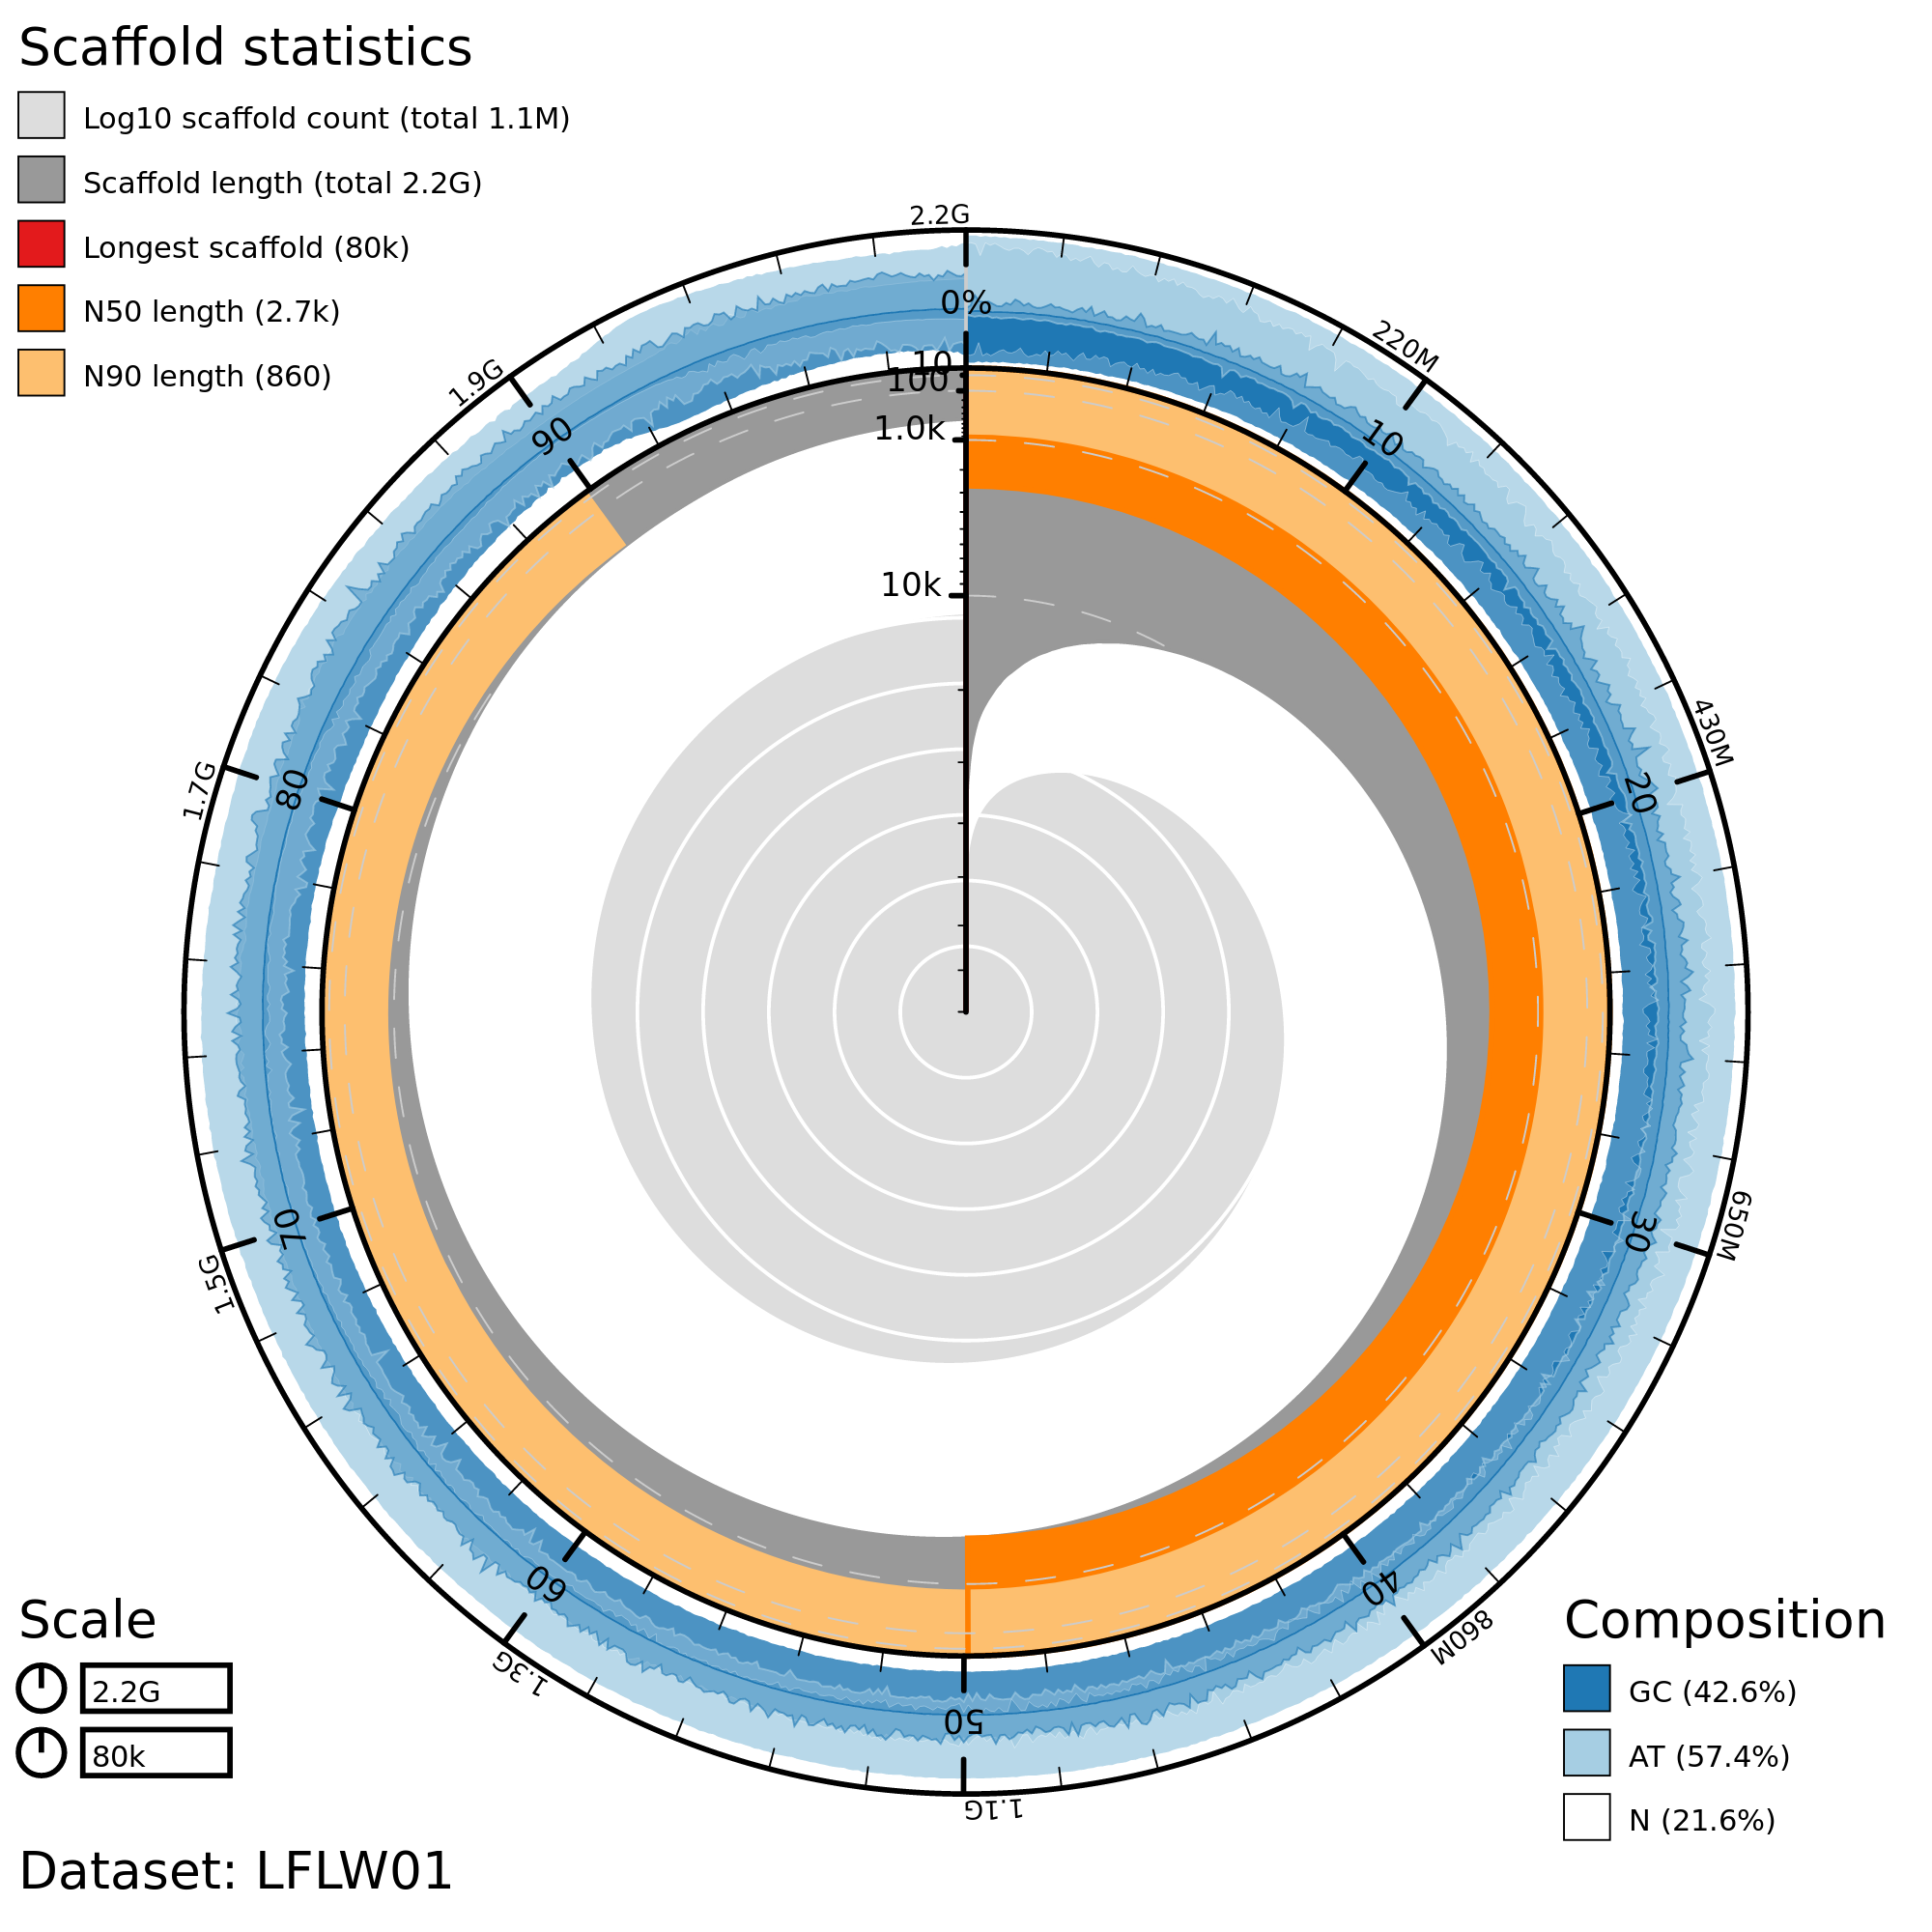 Scaffold statistics
Log10 scaffold count (total 1.1M)
Scaffold length (total 2.2G)
Longest scaffold (80k)
N50 length (2.7k)
N90 length (860)
2.2G
220M
430M
650M
860M
1.1G
1.3G
1.5G
1.7G
1.9G
0%
10
20
30
40
50
60
70
80
90
10
100
1.0k
10k
Scale
2.2G
80k
Composition
GC (42.6%)
AT (57.4%)
N (21.6%)
Dataset: LFLW01